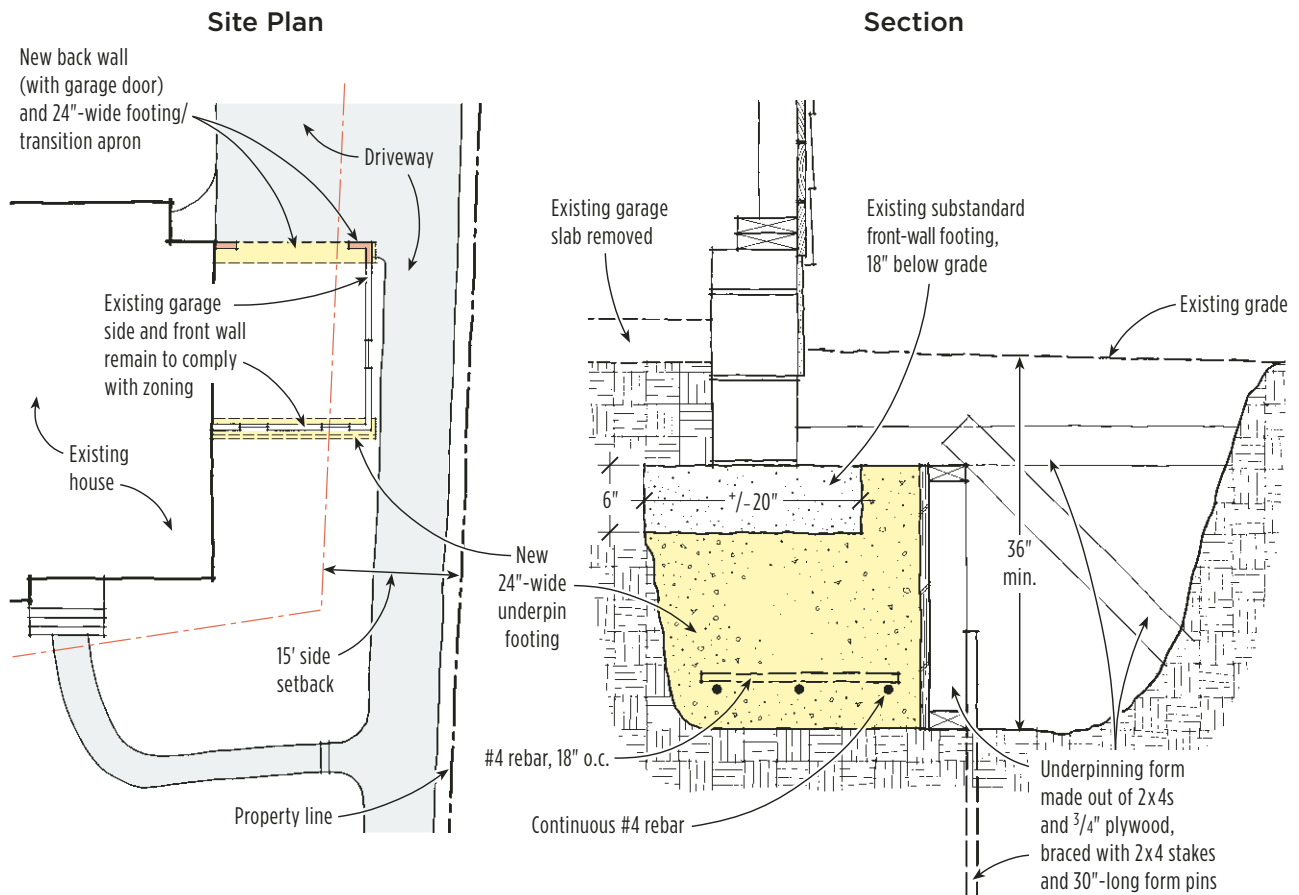 Site Plan
New back wall
(with garage door)
and 24"-wide footing/
transition apron
Driveway
Existing garage
side and front wall
remain to comply
with zoning
Existing
house
New
24"-wide
underpin
footing
15' side
setback
Property line
Section
Existing garage
slab removed
Existing substandard
front-wall footing,
18" below grade
Existing grade
6"
+/-20"
36"
min.
#4 rebar, 18" o.c.
Continuous #4 rebar
Underpinning form
made out of 2x4s
and 3/4" plywood,
braced with 2x4 stakes
and 30"-long form pins